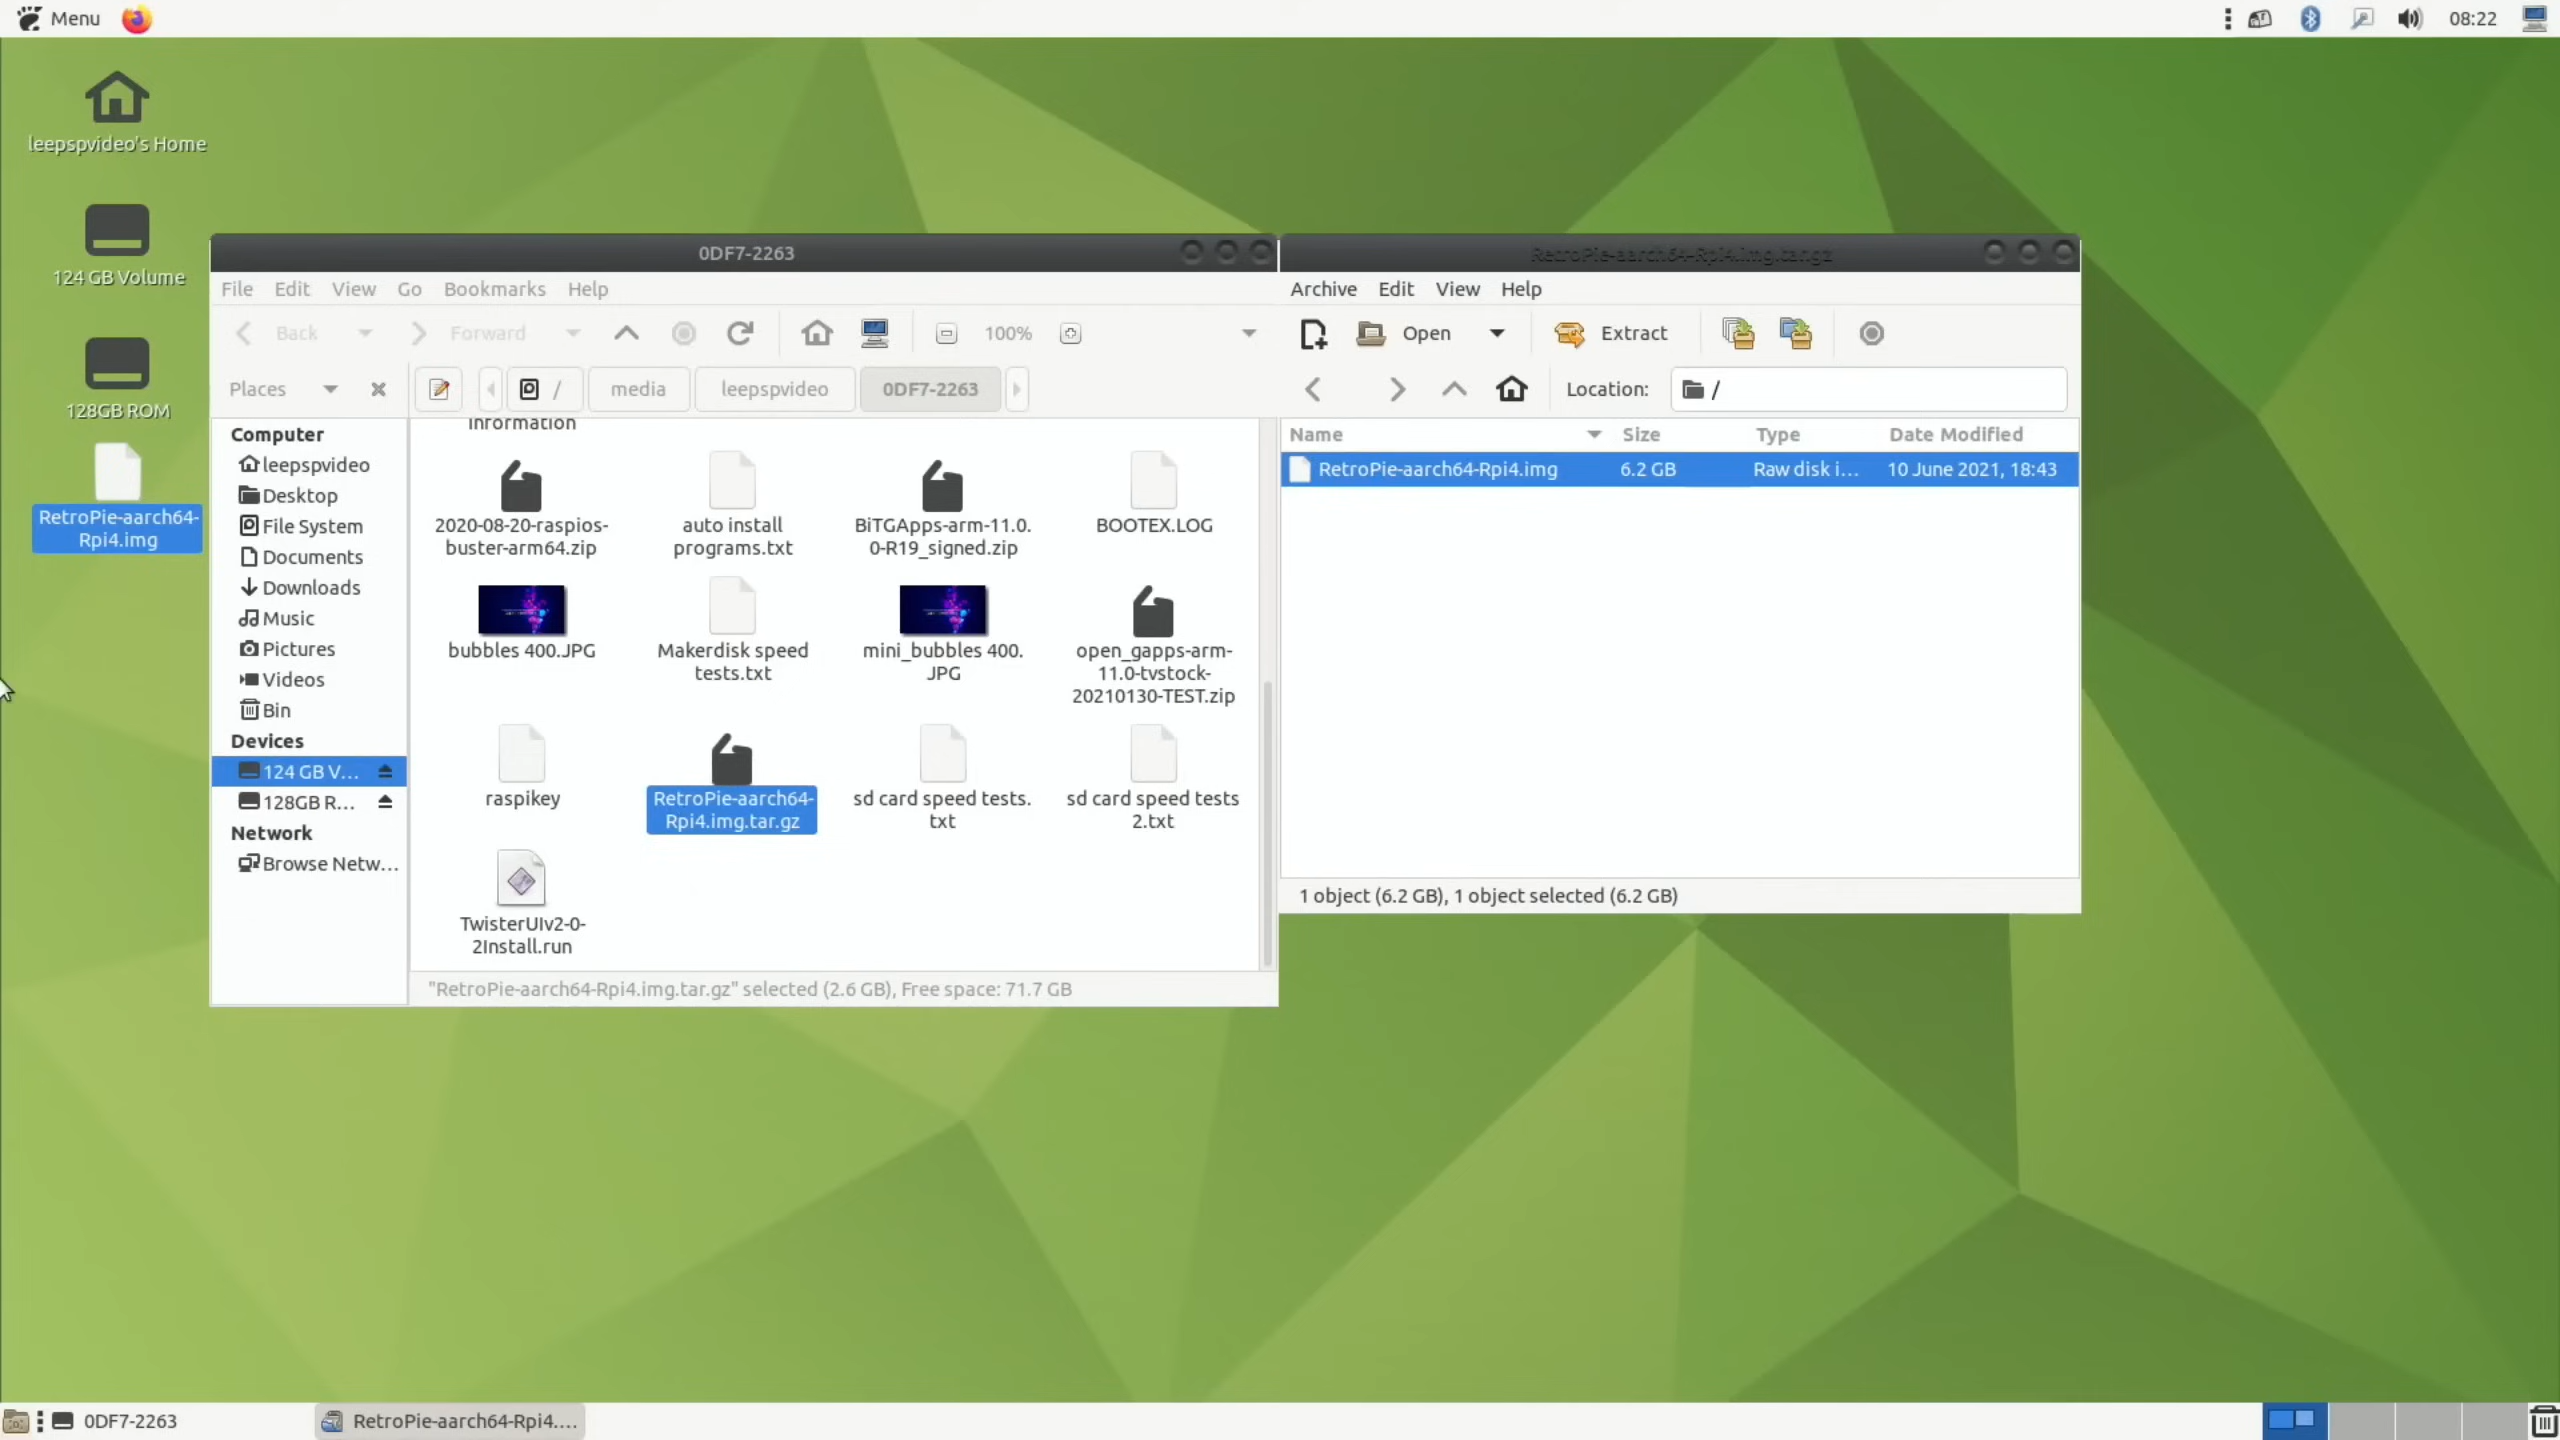 Menu
08:22
leepspvideo's Home
124 GB Volume
128GB ROM
RetroPie-aarch64-
Rpi4.img
0DF7-2263
File Edit View Go Bookmarks Help
Back Forward 100%
Places / media leepspvideo 0DF7-2263
Computer
leepspvideo
Desktop
File System
Documents
Downloads
Music
Pictures
Videos
Bin
Devices
124 GB V...
128GB R...
Network
Browse Netw...
information
2020-08-20-raspios-
buster-arm64.zip
auto install
programs.txt
BiTGApps-arm-11.0.
0-R19_signed.zip
BOOTEX.LOG
bubbles 400.JPG
Makerdisk speed
tests.txt
mini_bubbles 400.
JPG
open_gapps-arm-
11.0-tvstock-
20210130-TEST.zip
raspikey
RetroPie-aarch64-
Rpi4.img.tar.gz
sd card speed tests.
txt
sd card speed tests
2.txt
TwisterUIv2-0-
2Install.run
"RetroPie-aarch64-Rpi4.img.tar.gz" selected (2.6 GB), Free space: 71.7 GB
RetroPie-aarch64-Rpi4.img.tar.gz
Archive Edit View Help
Open Extract
Location: /
Name Size Type Date Modified
RetroPie-aarch64-Rpi4.img 6.2 GB Raw disk i... 10 June 2021, 18:43
1 object (6.2 GB), 1 object selected (6.2 GB)
0DF7-2263
RetroPie-aarch64-Rpi4....